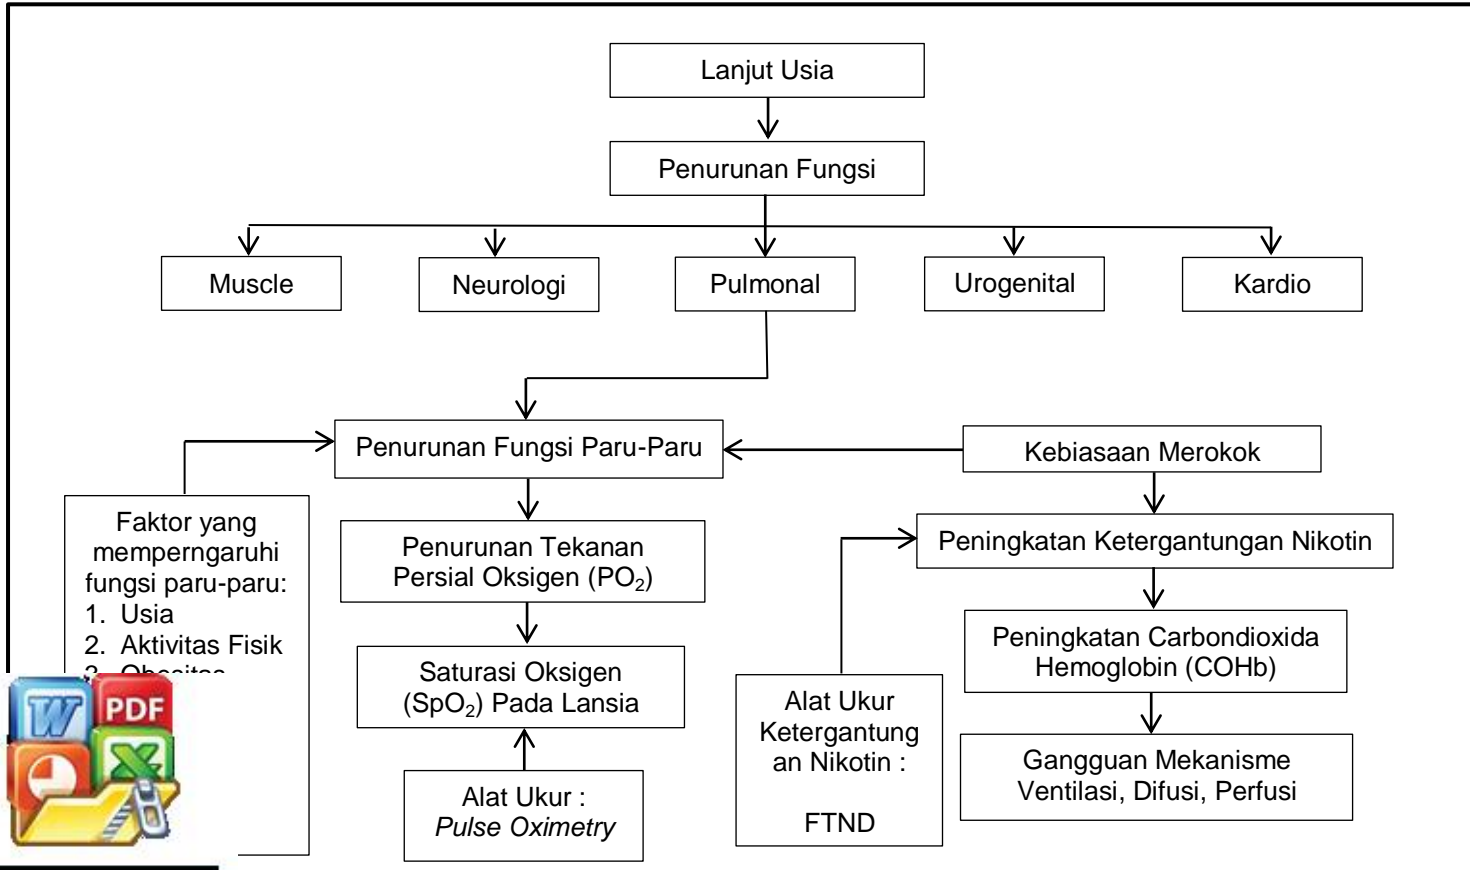 Lanjut Usia
Penurunan Fungsi
Muscle
Neurologi
Pulmonal
Urogenital
Kardio
Penurunan Fungsi Paru-Paru
Kebiasaan Merokok
Faktor yang
memperngaruhi
fungsi paru-paru:
1. Usia
2. Aktivitas Fisik
3. Obesitas
Penurunan Tekanan
Persial Oksigen (PO₂)
Saturasi Oksigen
(SpO₂) Pada Lansia
Alat Ukur :
Pulse Oximetry
Peningkatan Ketergantungan Nikotin
Peningkatan Carbondioxida
Hemoglobin (COHb)
Gangguan Mekanisme
Ventilasi, Difusi, Perfusi
Alat Ukur
Ketergantung
an Nikotin :
FTND
W
PDF
X